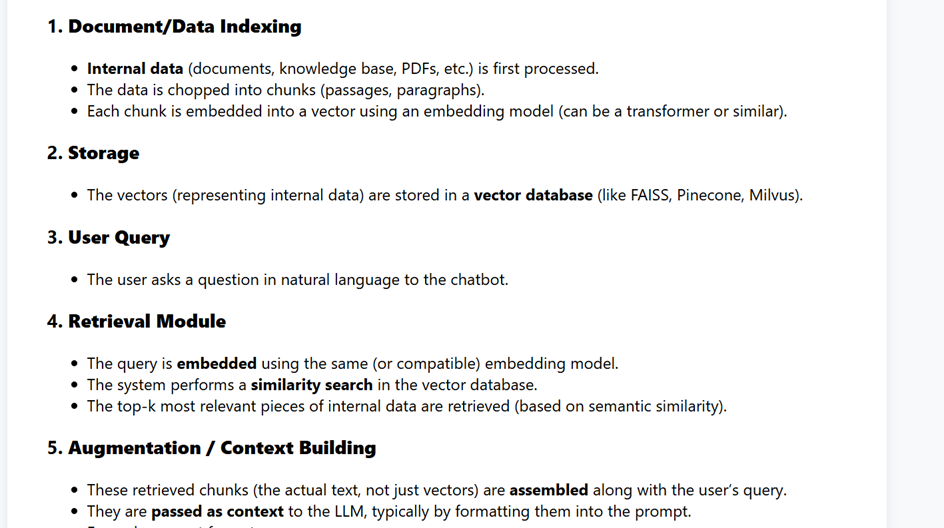 1. Document/Data Indexing
• Internal data (documents, knowledge base, PDFs, etc.) is first processed.
• The data is chopped into chunks (passages, paragraphs).
• Each chunk is embedded into a vector using an embedding model (can be a transformer or similar).
2. Storage
• The vectors (representing internal data) are stored in a vector database (like FAISS, Pinecone, Milvus).
3. User Query
• The user asks a question in natural language to the chatbot.
4. Retrieval Module
• The query is embedded using the same (or compatible) embedding model.
• The system performs a similarity search in the vector database.
• The top-k most relevant pieces of internal data are retrieved (based on semantic similarity).
5. Augmentation / Context Building
• These retrieved chunks (the actual text, not just vectors) are assembled along with the user’s query.
• They are passed as context to the LLM, typically by formatting them into the prompt.